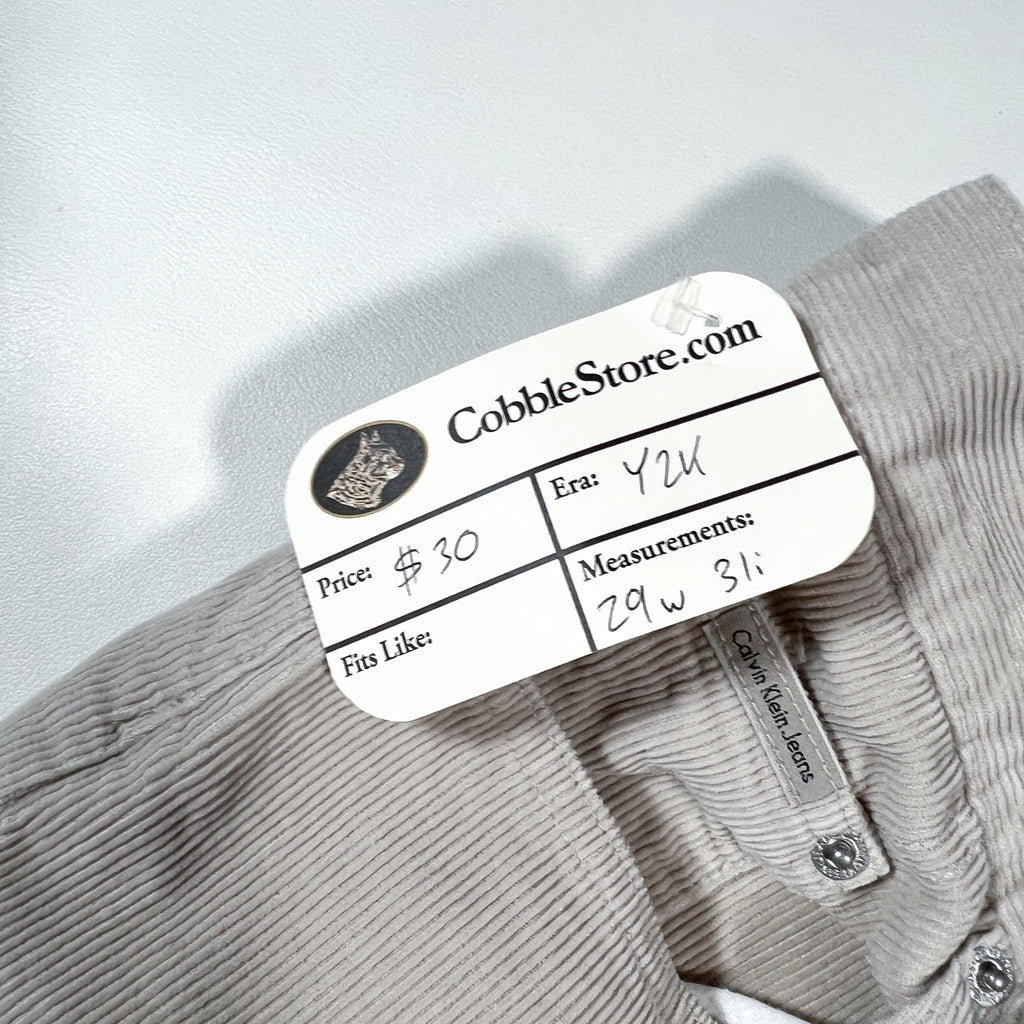 CobbleStore.com
Price: $30
Era: Y2K
Fits Like:
Measurements:
29w 31i
Calvin Klein Jeans